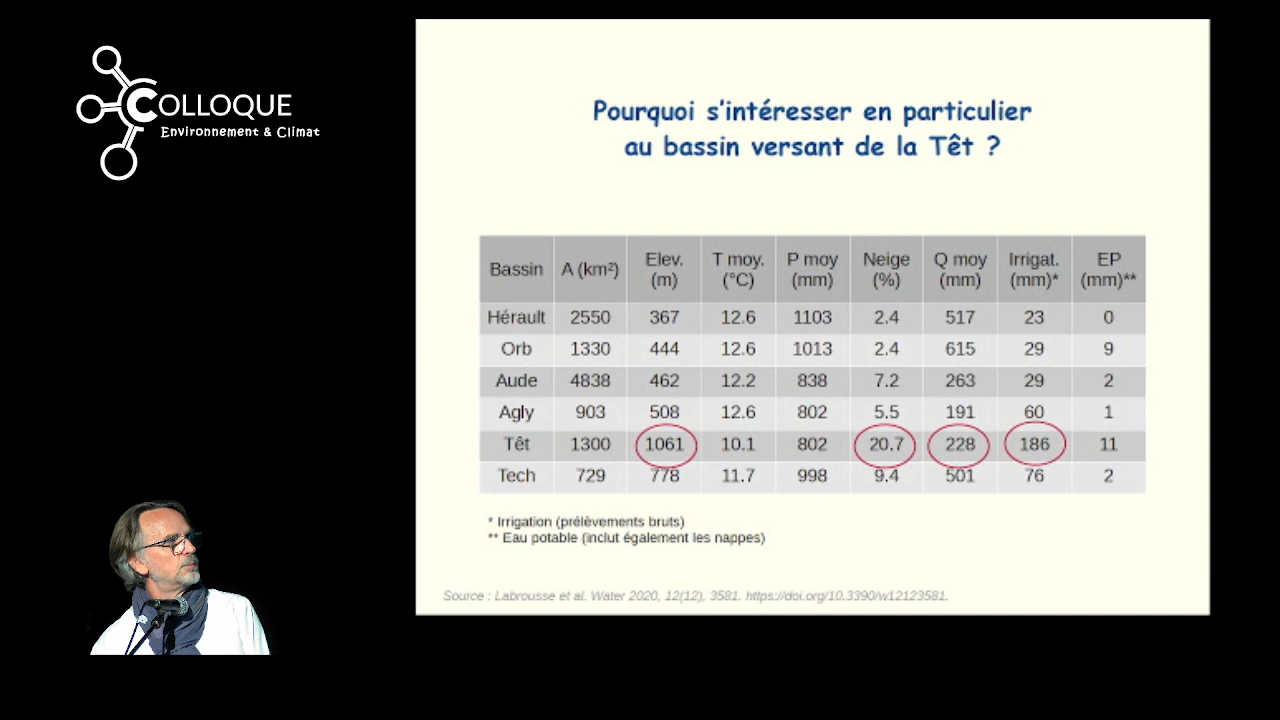 COLLOQUE
Environnement & Climat
Pourquoi s'intéresser en particulier
au bassin versant de la Têt ?
Bassin A (km²) Elev. (m) T moy. (°C) P moy (mm) Neige (%) Q moy (mm) Irrigat. (mm)* EP (mm)**
Hérault 2550 367 12.6 1103 2.4 517 23 0
Orb 1330 444 12.6 1013 2.4 615 29 9
Aude 4838 462 12.2 838 7.2 263 29 2
Agly 903 508 12.6 802 5.5 191 60 1
Têt 1300 1061 10.1 802 20.7 228 186 11
Tech 729 778 11.7 998 9.4 501 76 2
* Irrigation (prélèvements bruts)
** Eau potable (inclut également les nappes)
Source : Labrousse et al. Water 2020, 12(12), 3581. https://doi.org/10.3390/w12123581.